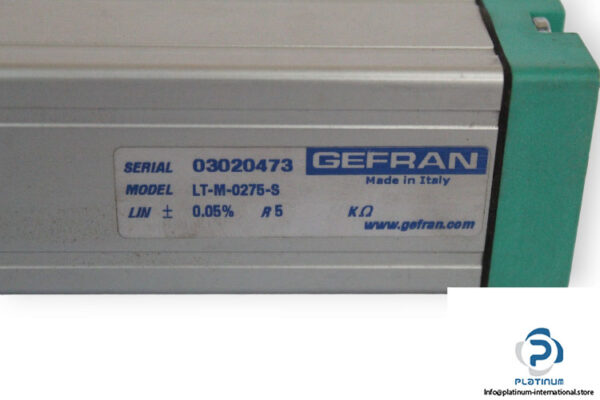 SERIAL 03020473 GEFRAN
Made in Italy
MODEL LT-M-0275-S
LIN ± 0.05% R 5 KΩ
www.gefran.com
PLATINUM
Info@platinum-international.store